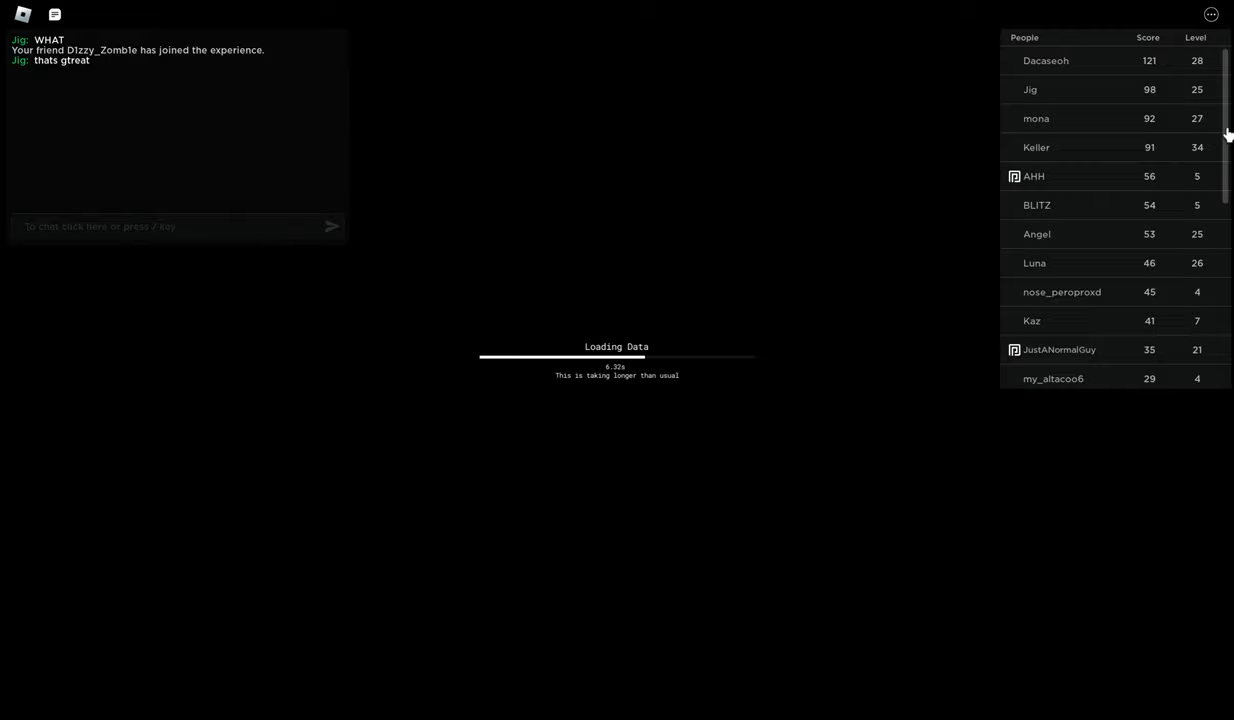 Jig: WHAT
Your friend D1zzy_Zomb1e has joined the experience.
Jig: thats gtreat
To chat click here or press / key
Loading Data
6.32s
This is taking longer than usual
People Score Level
Dacaseoh 121 28
Jig 98 25
mona 92 27
Keller 91 34
AHH 56 5
BLITZ 54 5
Angel 53 25
Luna 46 26
nose_peroproxd 45 4
Kaz 41 7
JustANormalGuy 35 21
my_altacoo6 29 4